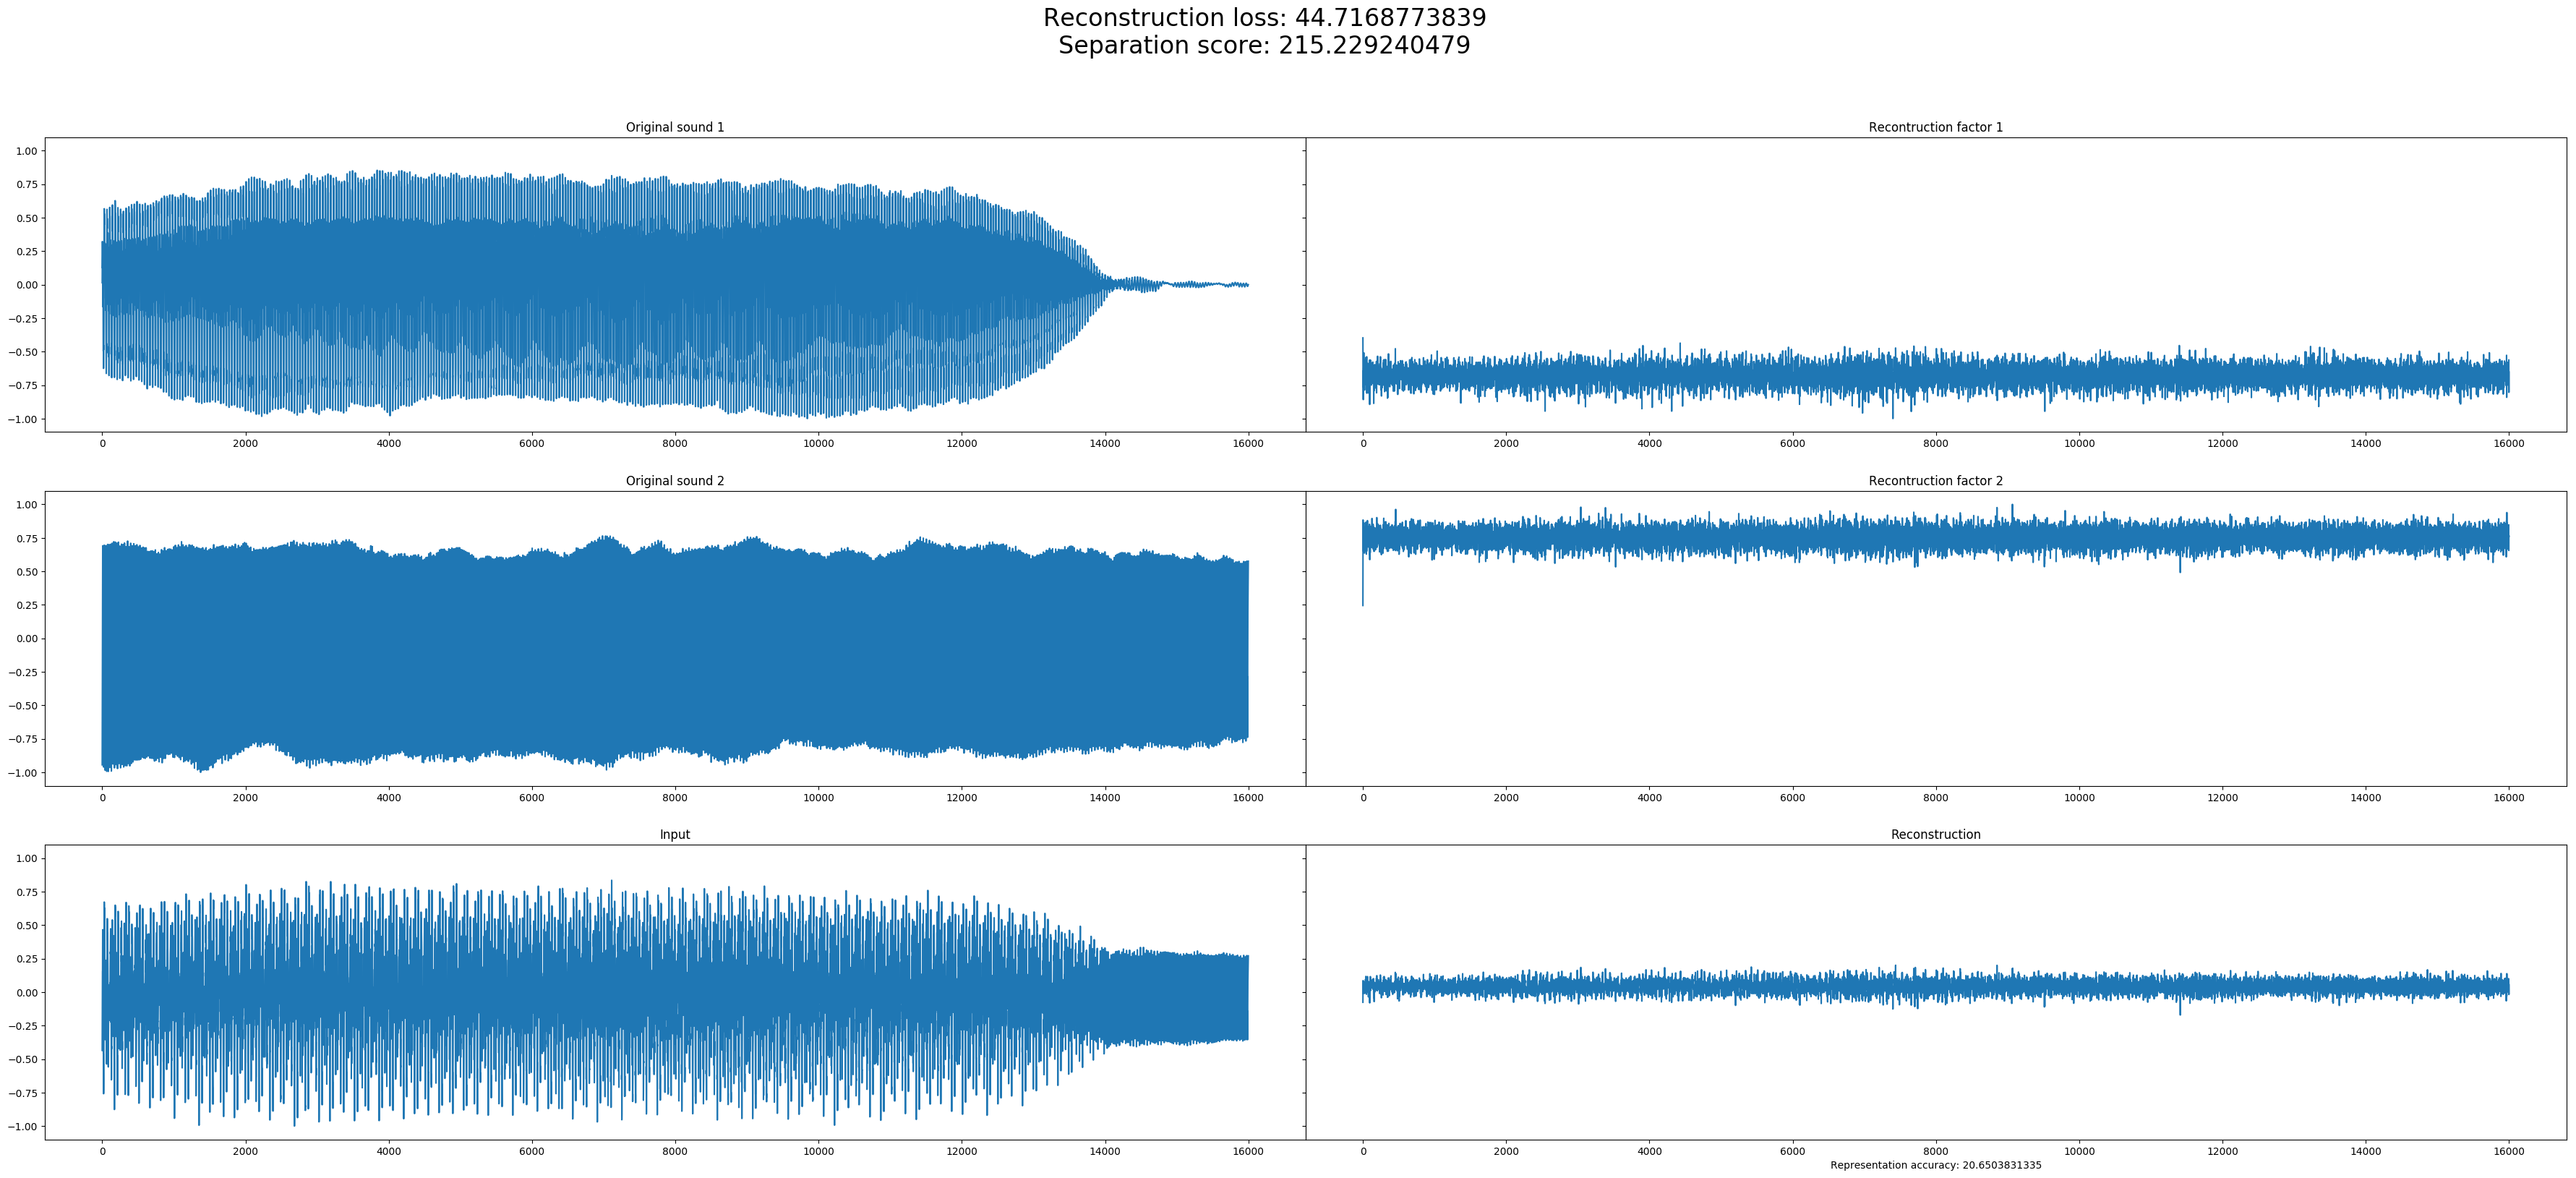 Reconstruction loss: 44.7168773839
Separation score: 215.229240479
Original sound 1
Recontruction factor 1
1.00
0.75
0.50
0.25
0.00
−0.25
−0.50
−0.75
−1.00
0 2000 4000 6000 8000 10000 12000 14000 16000
0 2000 4000 6000 8000 10000 12000 14000 16000
Original sound 2
Recontruction factor 2
1.00
0.75
0.50
0.25
0.00
−0.25
−0.50
−0.75
−1.00
0 2000 4000 6000 8000 10000 12000 14000 16000
0 2000 4000 6000 8000 10000 12000 14000 16000
Input
Reconstruction
1.00
0.75
0.50
0.25
0.00
−0.25
−0.50
−0.75
−1.00
0 2000 4000 6000 8000 10000 12000 14000 16000
0 2000 4000 6000 8000 10000 12000 14000 16000
Representation accuracy: 20.6503831335